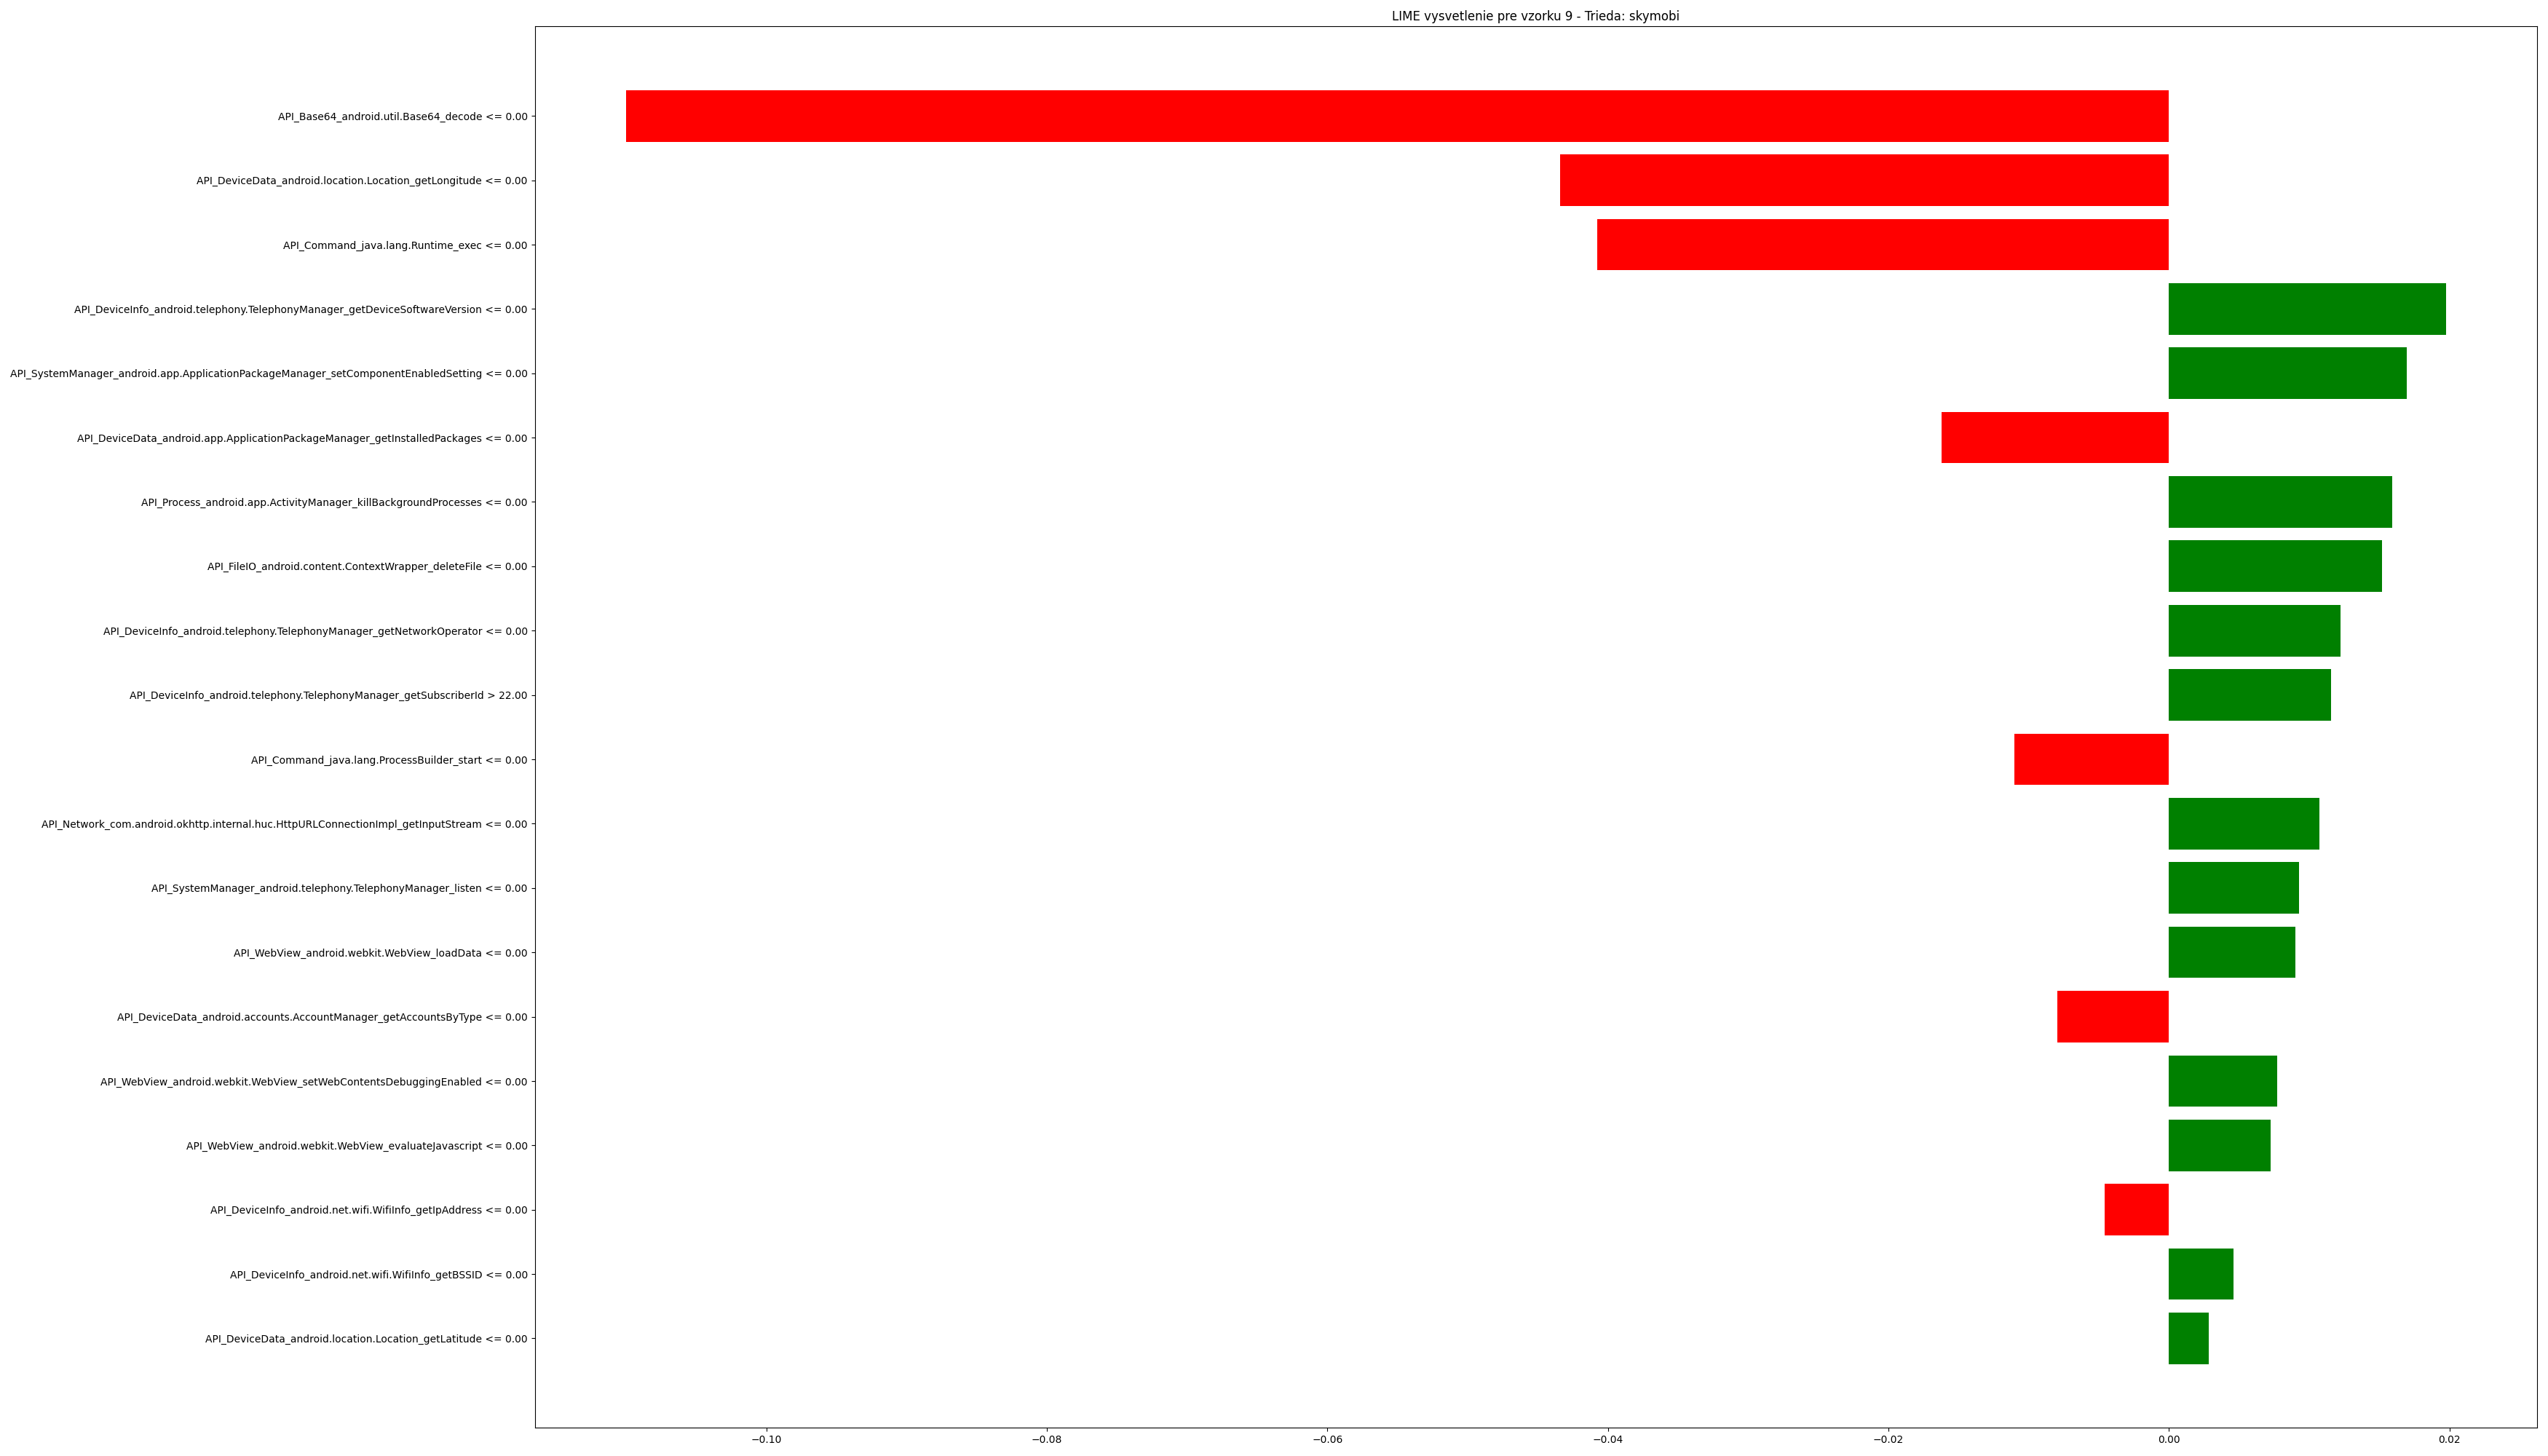 LIME vysvetlenie pre vzorku 9 - Trieda: skymobi
API_Base64_android.util.Base64_decode <= 0.00
API_DeviceData_android.location.Location_getLongitude <= 0.00
API_Command_java.lang.Runtime_exec <= 0.00
API_DeviceInfo_android.telephony.TelephonyManager_getDeviceSoftwareVersion <= 0.00
API_SystemManager_android.app.ApplicationPackageManager_setComponentEnabledSetting <= 0.00
API_DeviceData_android.app.ApplicationPackageManager_getInstalledPackages <= 0.00
API_Process_android.app.ActivityManager_killBackgroundProcesses <= 0.00
API_FileIO_android.content.ContextWrapper_deleteFile <= 0.00
API_DeviceInfo_android.telephony.TelephonyManager_getNetworkOperator <= 0.00
API_DeviceInfo_android.telephony.TelephonyManager_getSubscriberId > 22.00
API_Command_java.lang.ProcessBuilder_start <= 0.00
API_Network_com.android.okhttp.internal.huc.HttpURLConnectionImpl_getInputStream <= 0.00
API_SystemManager_android.telephony.TelephonyManager_listen <= 0.00
API_WebView_android.webkit.WebView_loadData <= 0.00
API_DeviceData_android.accounts.AccountManager_getAccountsByType <= 0.00
API_WebView_android.webkit.WebView_setWebContentsDebuggingEnabled <= 0.00
API_WebView_android.webkit.WebView_evaluateJavascript <= 0.00
API_DeviceInfo_android.net.wifi.WifiInfo_getIpAddress <= 0.00
API_DeviceInfo_android.net.wifi.WifiInfo_getBSSID <= 0.00
API_DeviceData_android.location.Location_getLatitude <= 0.00
−0.10 −0.08 −0.06 −0.04 −0.02 0.00 0.02